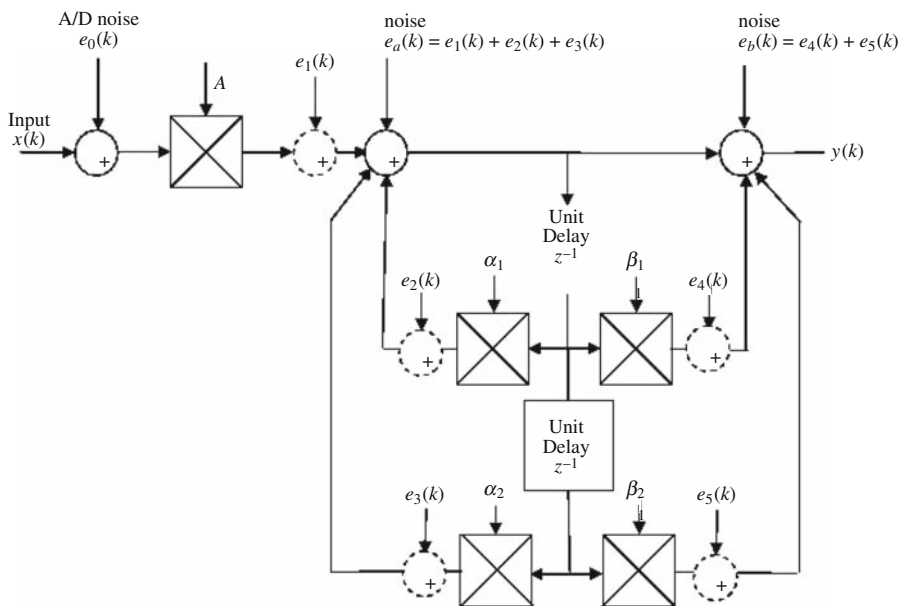 A/D noise
e₀(k)
noise
eₐ(k) = e₁(k) + e₂(k) + e₃(k)
noise
e_b(k) = e₄(k) + e₅(k)
A
e₁(k)
Input
x(k)
+
+
+
+
y(k)
Unit
Delay
z⁻¹
e₂(k)
α₁
β₁
e₄(k)
+
+
Unit
Delay
z⁻¹
e₃(k)
α₂
β₂
e₅(k)
+
+